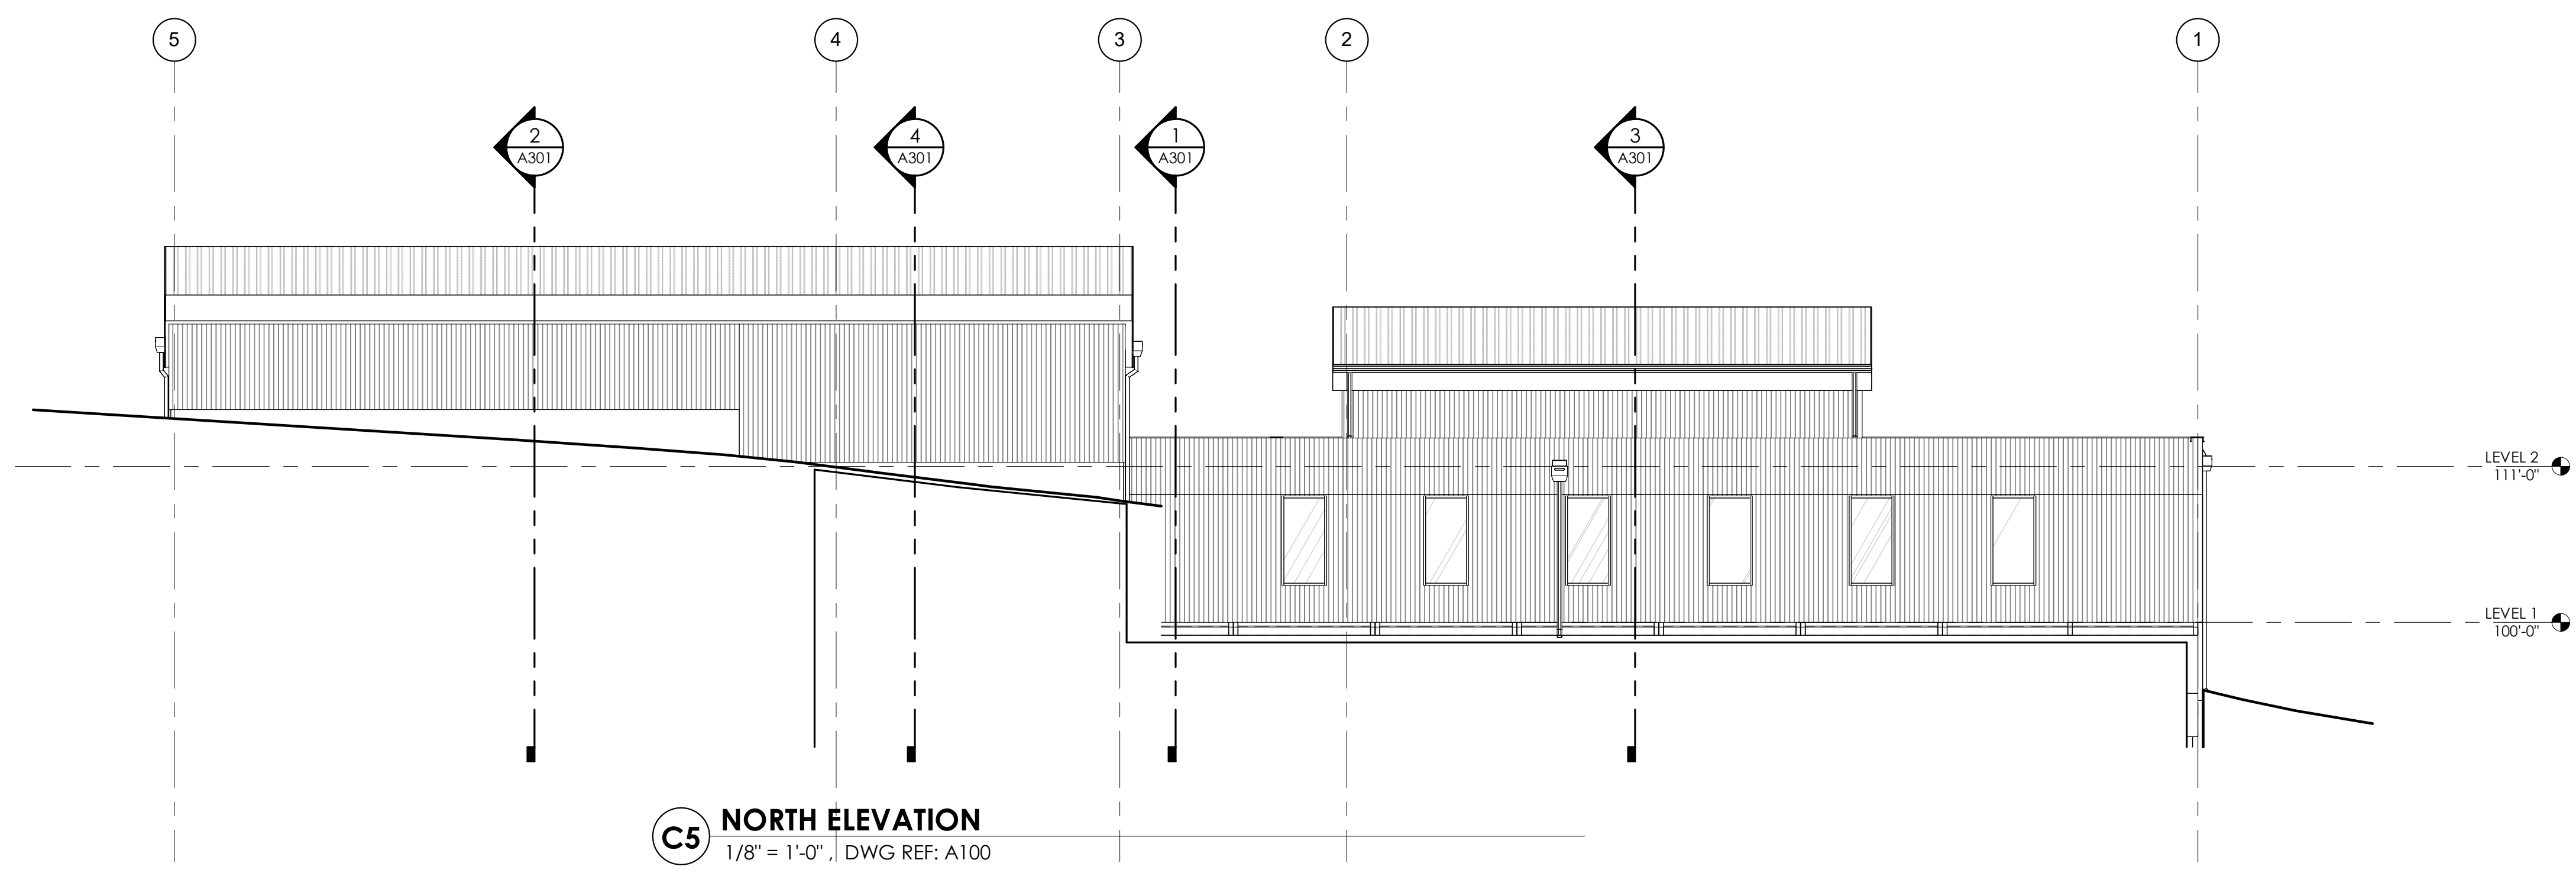 5
4
3
2
1
2
A301
4
A301
1
A301
3
A301
LEVEL 2
111'-0"
LEVEL 1
100'-0"
C5
NORTH ELEVATION
1/8" = 1'-0" , DWG REF: A100